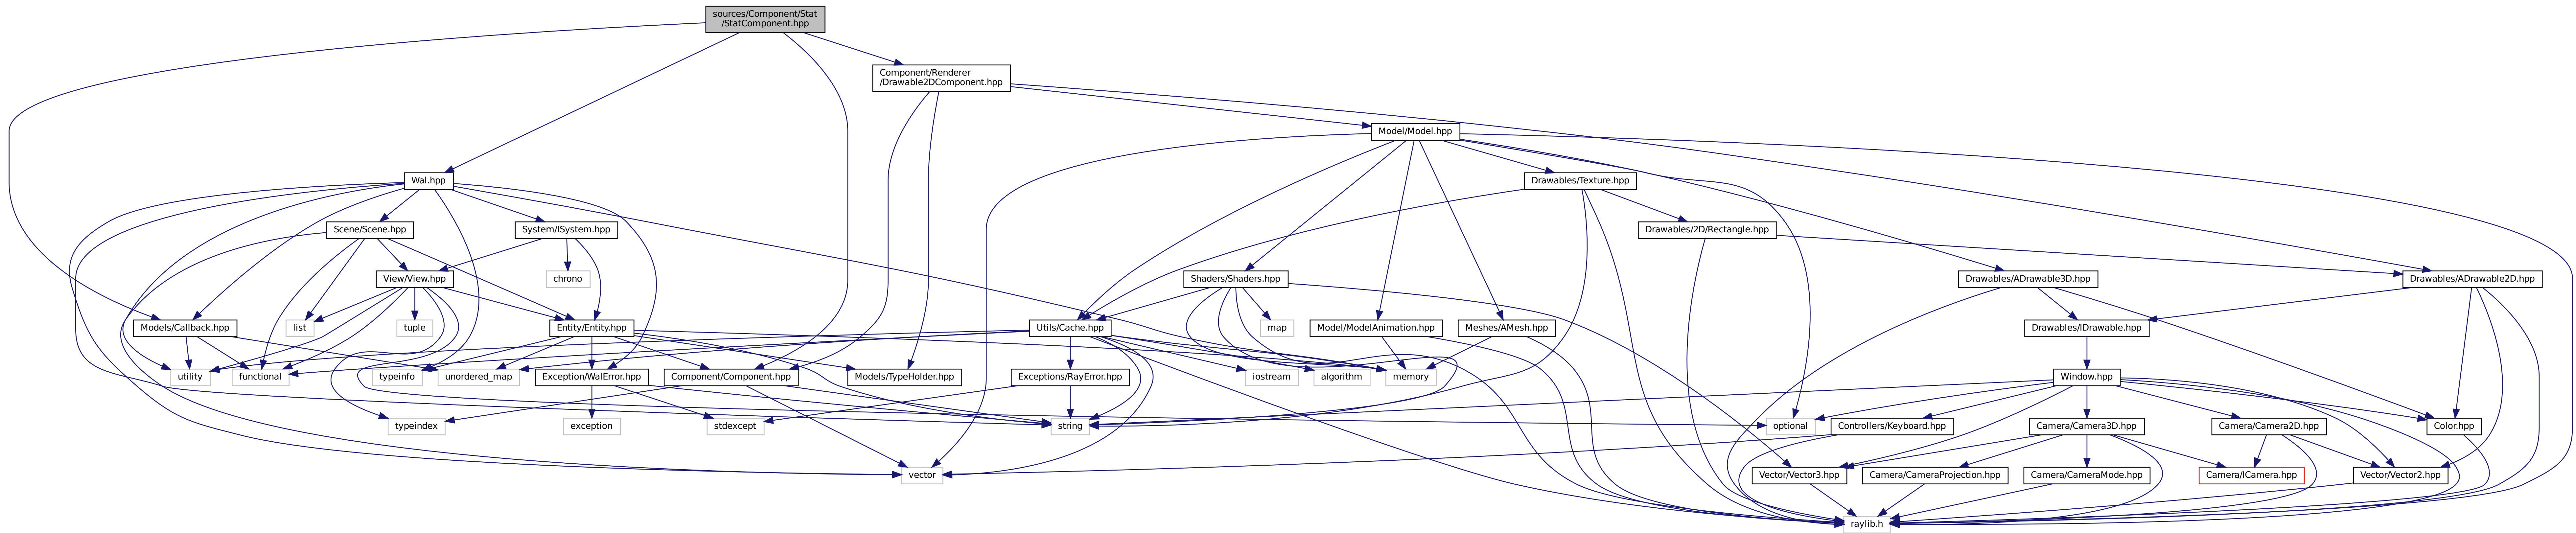 sources/Component/Stat
/StatComponent.hpp
Component/Renderer
/Drawable2DComponent.hpp
Model/Model.hpp
Wal.hpp
Drawables/Texture.hpp
Scene/Scene.hpp
System/ISystem.hpp
Drawables/2D/Rectangle.hpp
View/View.hpp
chrono
Shaders/Shaders.hpp
Drawables/ADrawable3D.hpp
Drawables/ADrawable2D.hpp
Models/Callback.hpp
list
tuple
Entity/Entity.hpp
Utils/Cache.hpp
map
Model/ModelAnimation.hpp
Meshes/AMesh.hpp
Drawables/IDrawable.hpp
utility
functional
typeinfo
unordered_map
Exception/WalError.hpp
Component/Component.hpp
Models/TypeHolder.hpp
Exceptions/RayError.hpp
iostream
algorithm
memory
Window.hpp
typeindex
exception
stdexcept
string
optional
Controllers/Keyboard.hpp
Camera/Camera3D.hpp
Camera/Camera2D.hpp
Color.hpp
vector
Vector/Vector3.hpp
Camera/CameraProjection.hpp
Camera/CameraMode.hpp
Camera/ICamera.hpp
Vector/Vector2.hpp
raylib.h